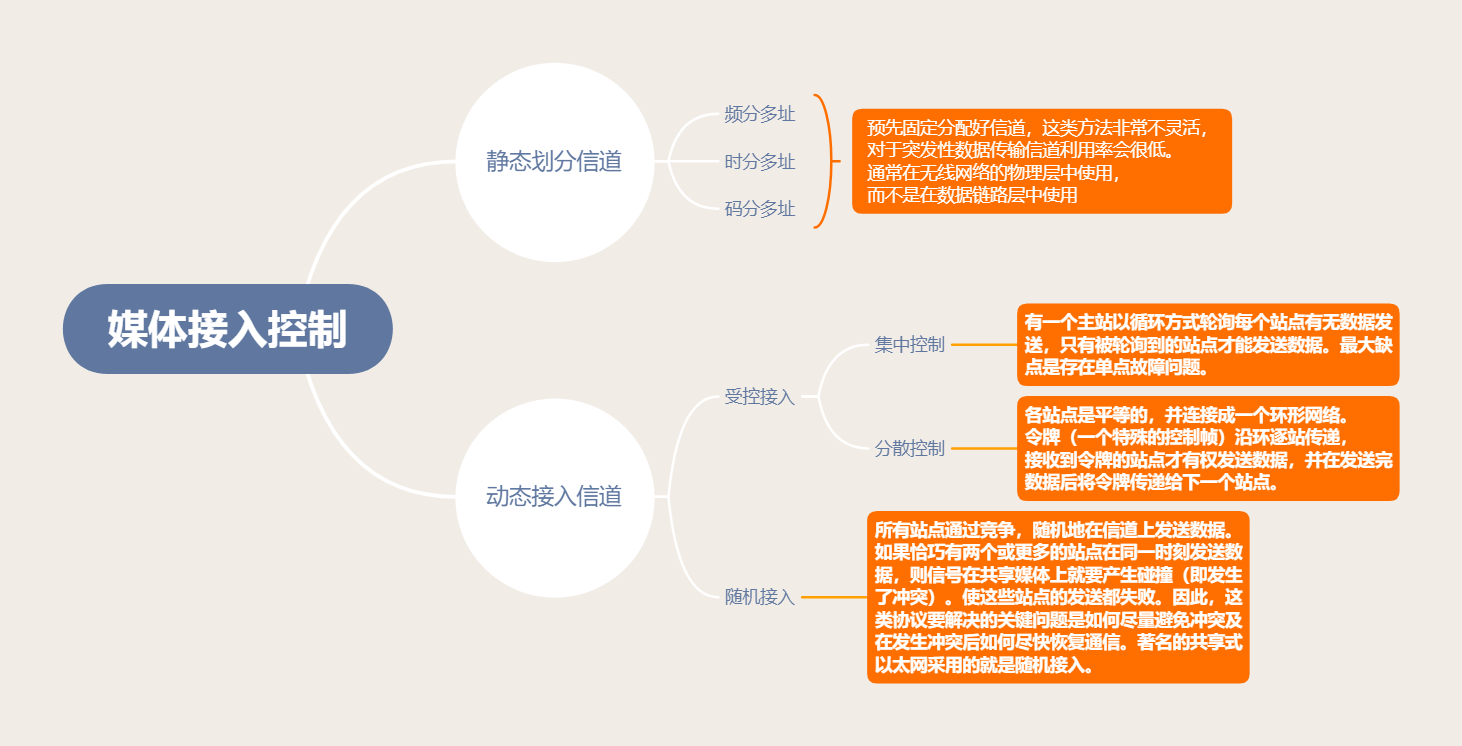 媒体接入控制
静态划分信道
频分多址
时分多址
码分多址
预先固定分配好信道，这类方法非常不灵活，
对于突发性数据传输信道利用率会很低。
通常在无线网络的物理层中使用，
而不是在数据链路层中使用
动态接入信道
受控接入
集中控制
有一个主站以循环方式轮询每个站点有无数据发
送，只有被轮询到的站点才能发送数据。最大缺
点是存在单点故障问题。
分散控制
各站点是平等的，并连接成一个环形网络。
令牌（一个特殊的控制帧）沿环逐站传递，
接收到令牌的站点才有权发送数据，并在发送完
数据后将令牌传递给下一个站点。
随机接入
所有站点通过竞争，随机地在信道上发送数据。
如果恰巧有两个或更多的站点在同一时刻发送数
据，则信号在共享媒体上就要产生碰撞（即发生
了冲突）。使这些站点的发送都失败。因此，这
类协议要解决的关键问题是如何尽量避免冲突及
在发生冲突后如何尽快恢复通信。著名的共享式
以太网采用的就是随机接入。